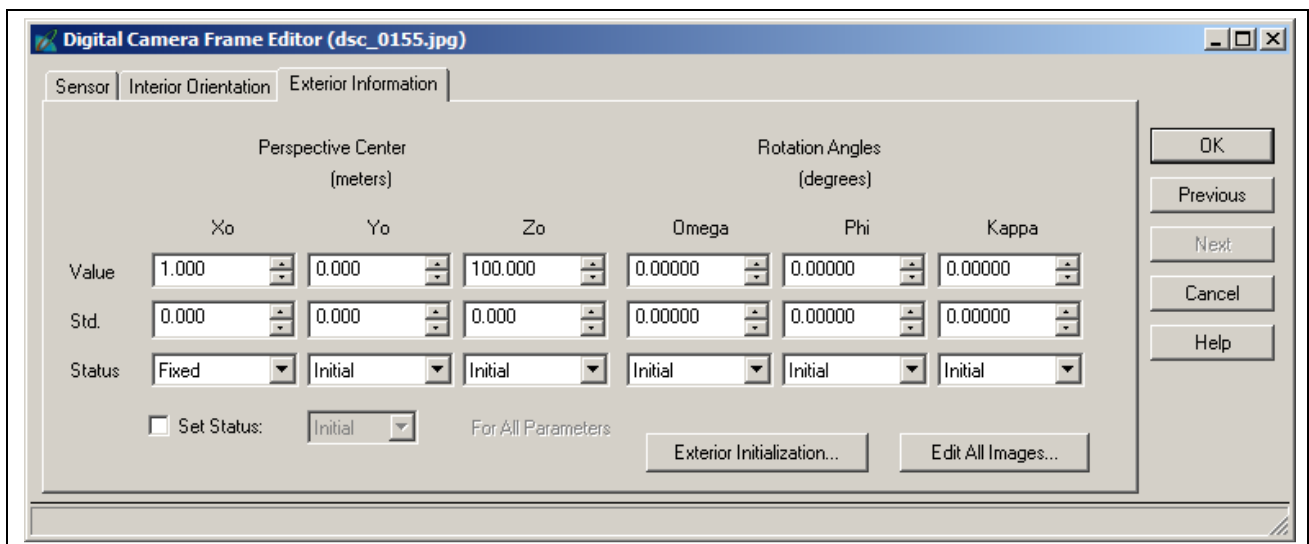 Digital Camera Frame Editor (dsc_0155.jpg)
Sensor Interior Orientation Exterior Information
Perspective Center Rotation Angles
(meters) (degrees)
Xo Yo Zo Omega Phi Kappa
Value 1.000 0.000 100.000 0.00000 0.00000 0.00000
Std. 0.000 0.000 0.000 0.00000 0.00000 0.00000
Status Fixed Initial Initial Initial Initial Initial
Set Status: Initial For All Parameters
Exterior Initialization... Edit All Images...
OK
Previous
Next
Cancel
Help